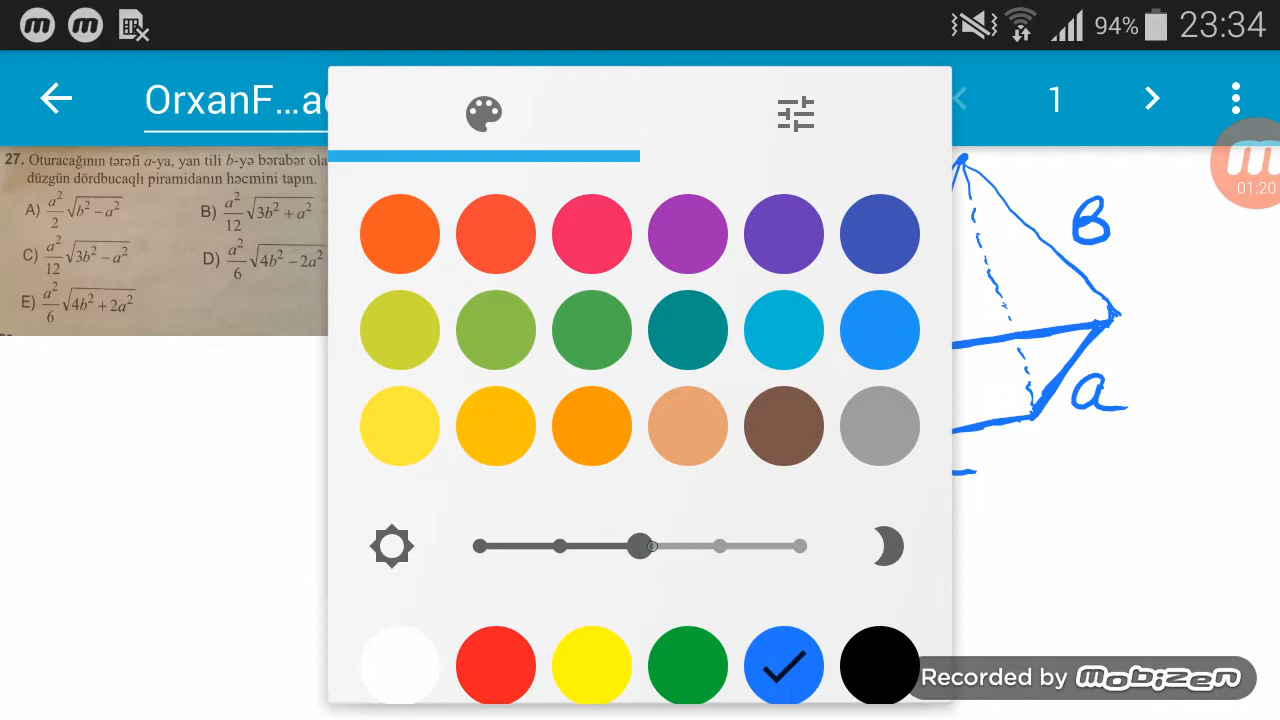 94% 23:34
OrxanF...a
1
01:20
27. Oturacağının tərəfi a-ya, yan tili b-yə bərabər ola
düzgün dördbucaqlı piramidanın həcmini tapın.
A) a²/2 √(b² – a²) B) a²/12 √(3b² + a²)
C) a²/12 √(3b² – a²) D) a²/6 √(4b² – 2a²)
E) a²/6 √(4b² + 2a²)
B
a
Recorded by mobizen